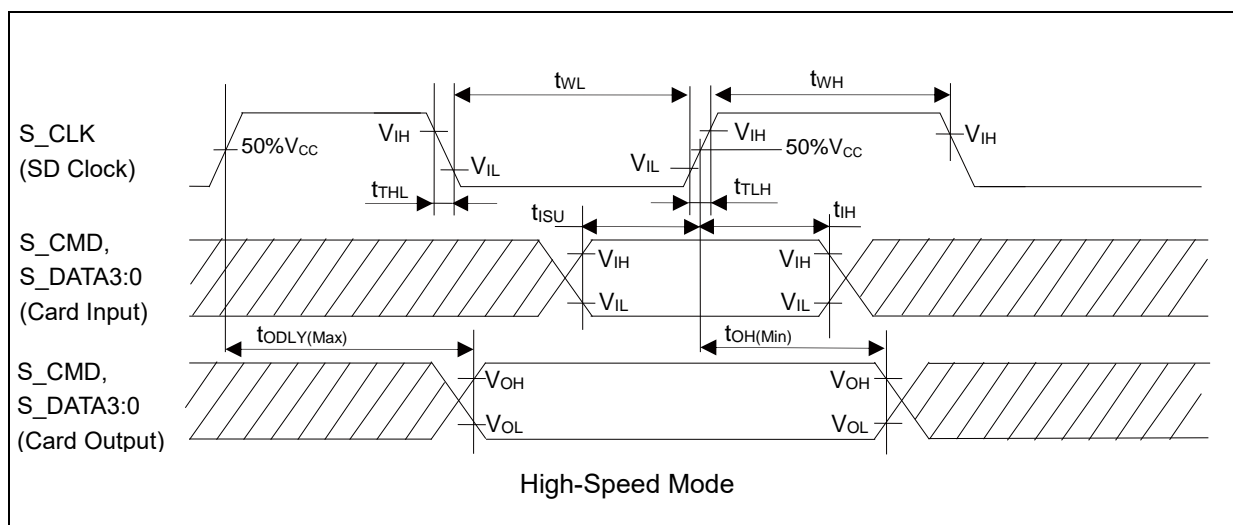 tWL
tWH
S_CLK
(SD Clock)
50%VCC
VIH
VIL
VIL
VIH
50%VCC
VIH
tTHL
tTLH
tISU
tIH
S_CMD,
S_DATA3:0
(Card Input)
VIH
VIL
VIH
VIL
tODLY(Max)
tOH(Min)
S_CMD,
S_DATA3:0
(Card Output)
VOH
VOL
VOH
VOL
High-Speed Mode